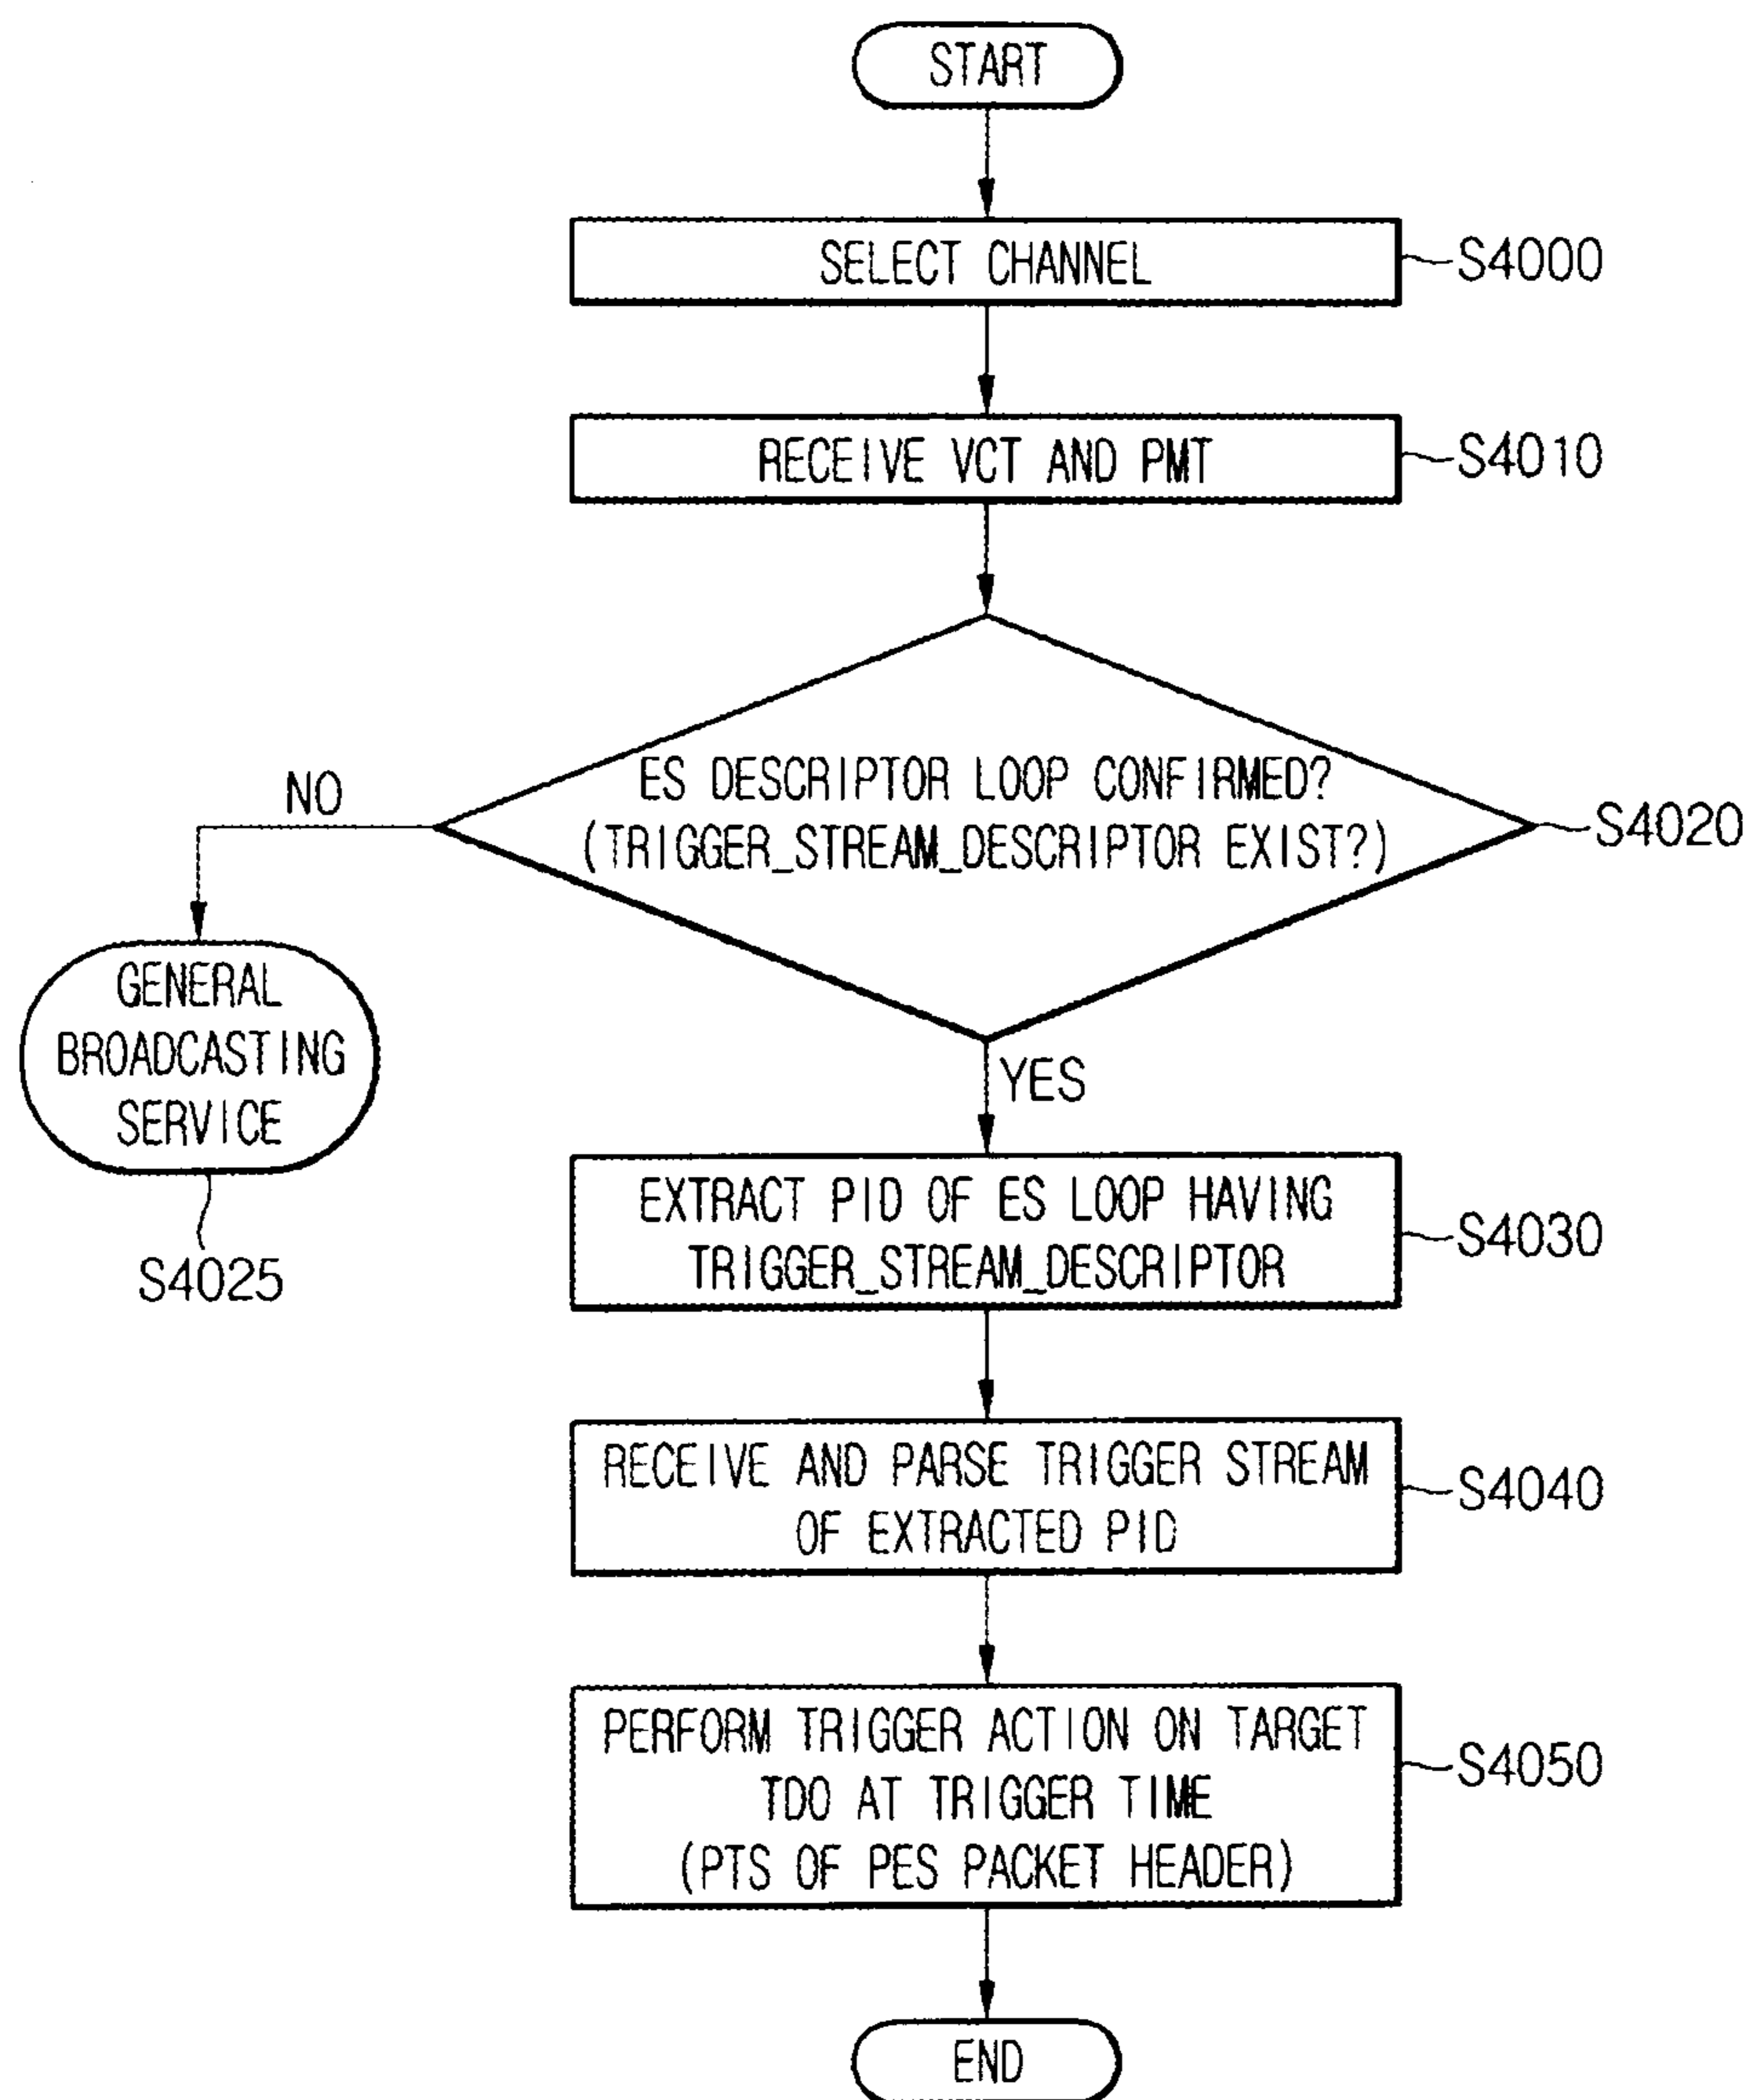 START
SELECT CHANNEL
S4000
RECEIVE VCT AND PMT
S4010
ES DESCRIPTOR LOOP CONFIRMED?
(TRIGGER_STREAM_DESCRIPTOR EXIST?)
S4020
NO
GENERAL
BROADCASTING
SERVICE
S4025
YES
EXTRACT PID OF ES LOOP HAVING
TRIGGER_STREAM_DESCRIPTOR
S4030
RECEIVE AND PARSE TRIGGER STREAM
OF EXTRACTED PID
S4040
PERFORM TRIGGER ACTION ON TARGET
TDO AT TRIGGER TIME
(PTS OF PES PACKET HEADER)
S4050
END